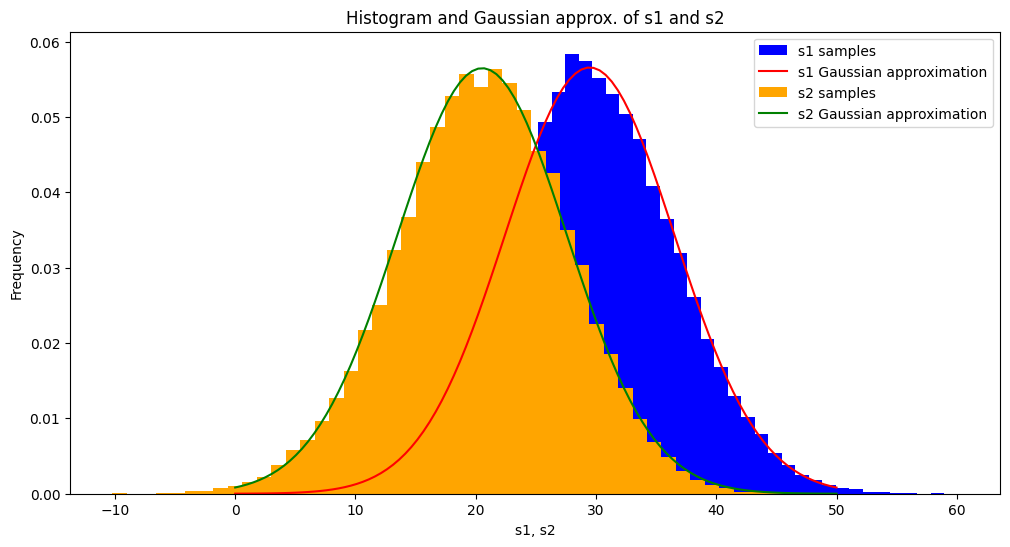 Histogram and Gaussian approx. of s1 and s2
s1 samples
s1 Gaussian approximation
s2 samples
s2 Gaussian approximation
Frequency
0.06
0.05
0.04
0.03
0.02
0.01
0.00
−10 0 10 20 30 40 50 60
s1, s2